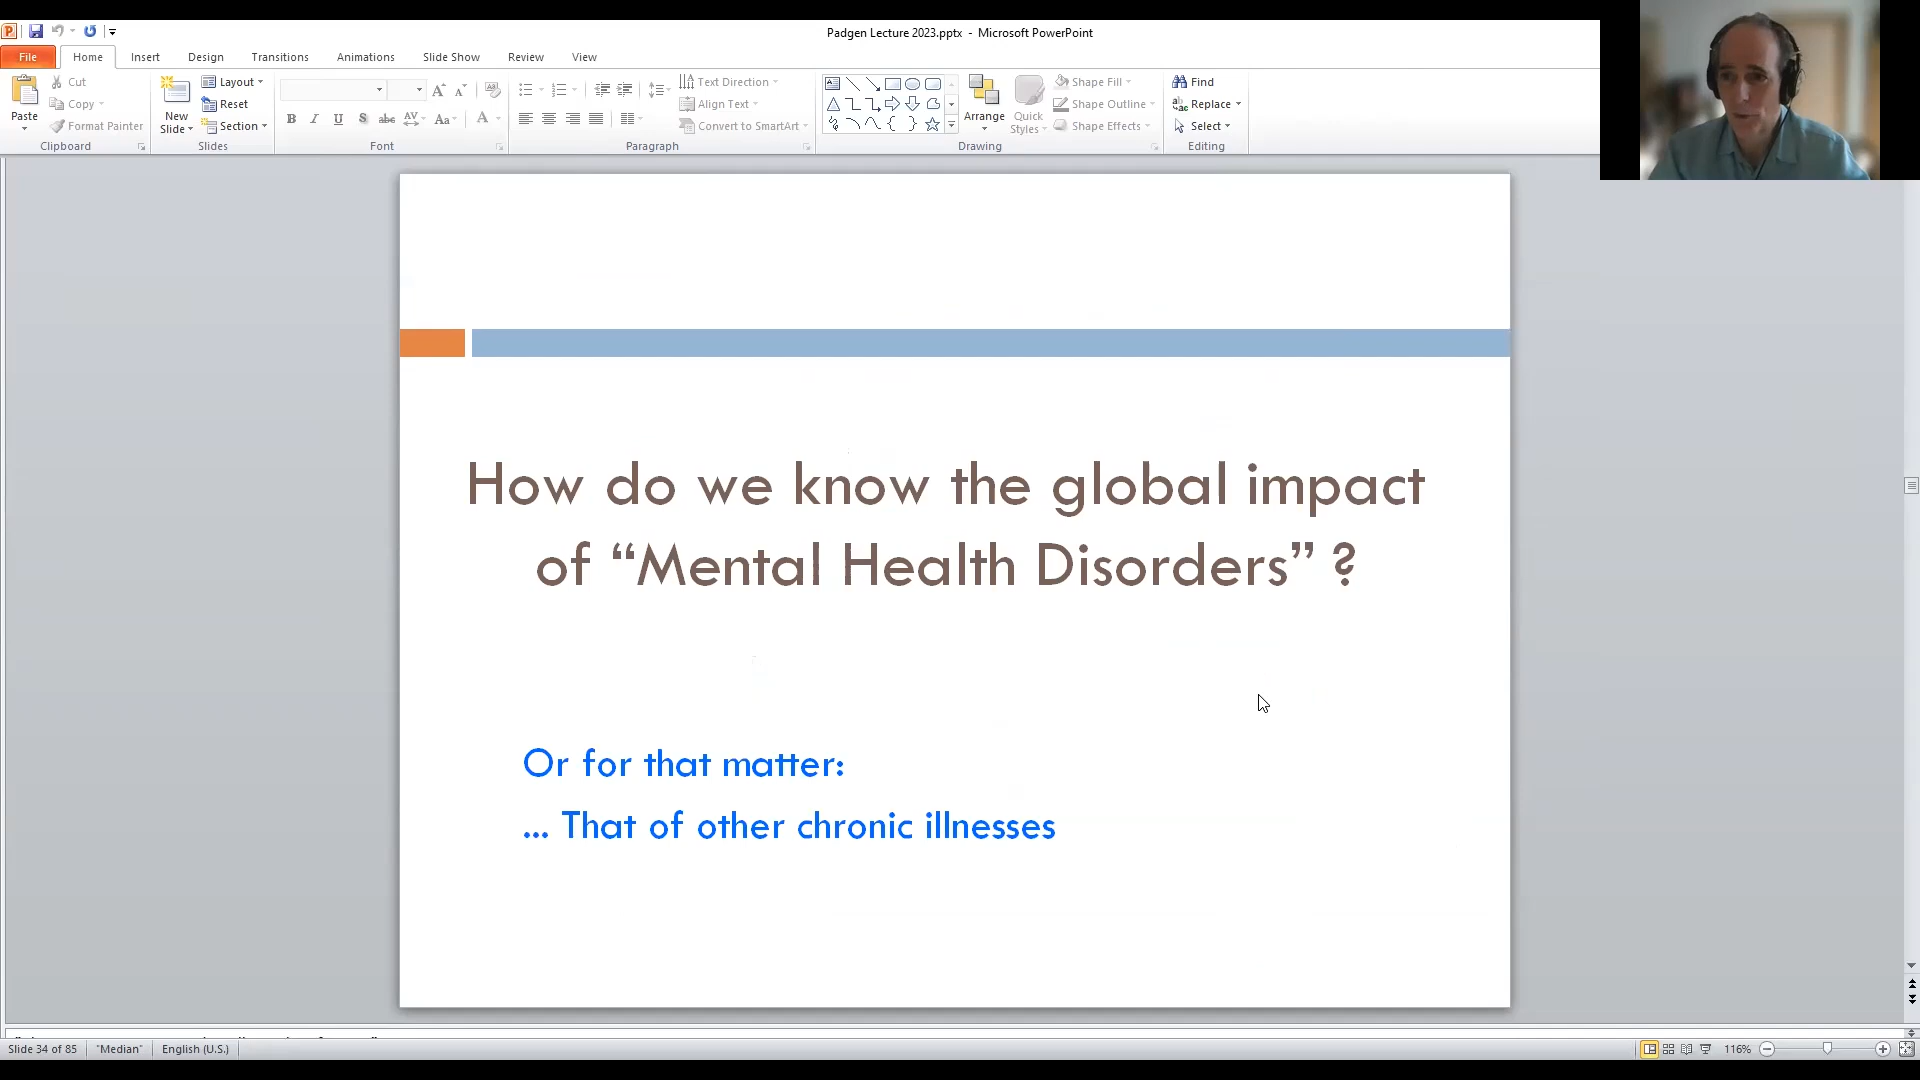 Padgen Lecture 2023.pptx - Microsoft PowerPoint
File Home Insert Design Transitions Animations Slide Show Review View
Paste
Cut
Copy
Format Painter
Clipboard
New
Slide
Layout
Reset
Section
Slides
B I U S abc AV Aa A
Font
Text Direction
Align Text
Convert to SmartArt
Paragraph
Arrange
Quick
Styles
Shape Fill
Shape Outline
Shape Effects
Drawing
Find
Replace
Select
Editing
How do we know the global impact
of “Mental Health Disorders” ?
Or for that matter:
... That of other chronic illnesses
Slide 34 of 85 "Median" English (U.S.) 116%